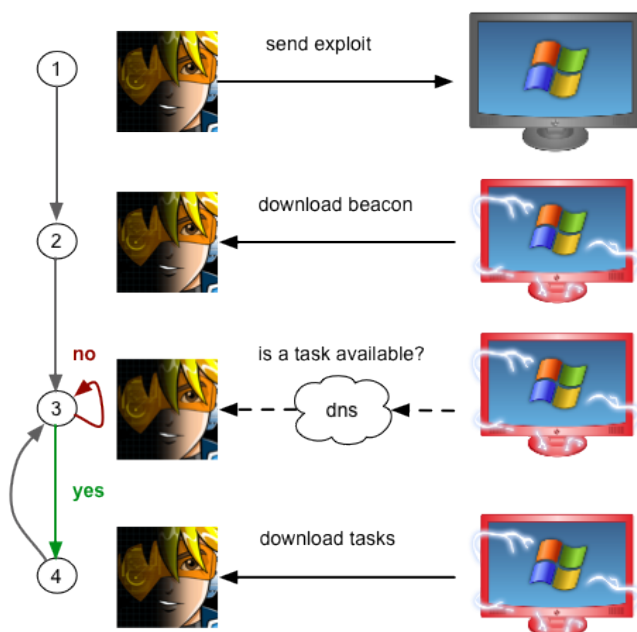 1
send exploit
2
download beacon
no
is a task available?
3
dns
yes
download tasks
4